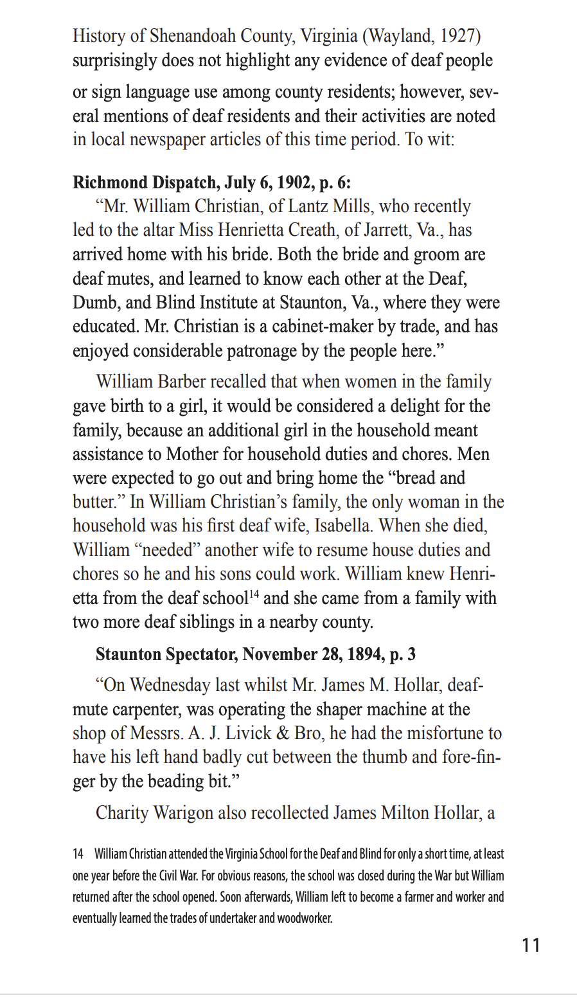 History of Shenandoah County, Virginia (Wayland, 1927)
surprisingly does not highlight any evidence of deaf people
or sign language use among county residents; however, sev-
eral mentions of deaf residents and their activities are noted
in local newspaper articles of this time period. To wit:
Richmond Dispatch, July 6, 1902, p. 6:
“Mr. William Christian, of Lantz Mills, who recently
led to the altar Miss Henrietta Creath, of Jarrett, Va., has
arrived home with his bride. Both the bride and groom are
deaf mutes, and learned to know each other at the Deaf,
Dumb, and Blind Institute at Staunton, Va., where they were
educated. Mr. Christian is a cabinet-maker by trade, and has
enjoyed considerable patronage by the people here.”
William Barber recalled that when women in the family
gave birth to a girl, it would be considered a delight for the
family, because an additional girl in the household meant
assistance to Mother for household duties and chores. Men
were expected to go out and bring home the “bread and
butter.” In William Christian’s family, the only woman in the
household was his first deaf wife, Isabella. When she died,
William “needed” another wife to resume house duties and
chores so he and his sons could work. William knew Henri-
etta from the deaf school14 and she came from a family with
two more deaf siblings in a nearby county.
Staunton Spectator, November 28, 1894, p. 3
“On Wednesday last whilst Mr. James M. Hollar, deaf-
mute carpenter, was operating the shaper machine at the
shop of Messrs. A. J. Livick & Bro, he had the misfortune to
have his left hand badly cut between the thumb and fore-fin-
ger by the beading bit.”
Charity Warigon also recollected James Milton Hollar, a
14 William Christian attended the Virginia School for the Deaf and Blind for only a short time, at least
one year before the Civil War. For obvious reasons, the school was closed during the War but William
returned after the school opened. Soon afterwards, William left to become a farmer and worker and
eventually learned the trades of undertaker and woodworker.
11